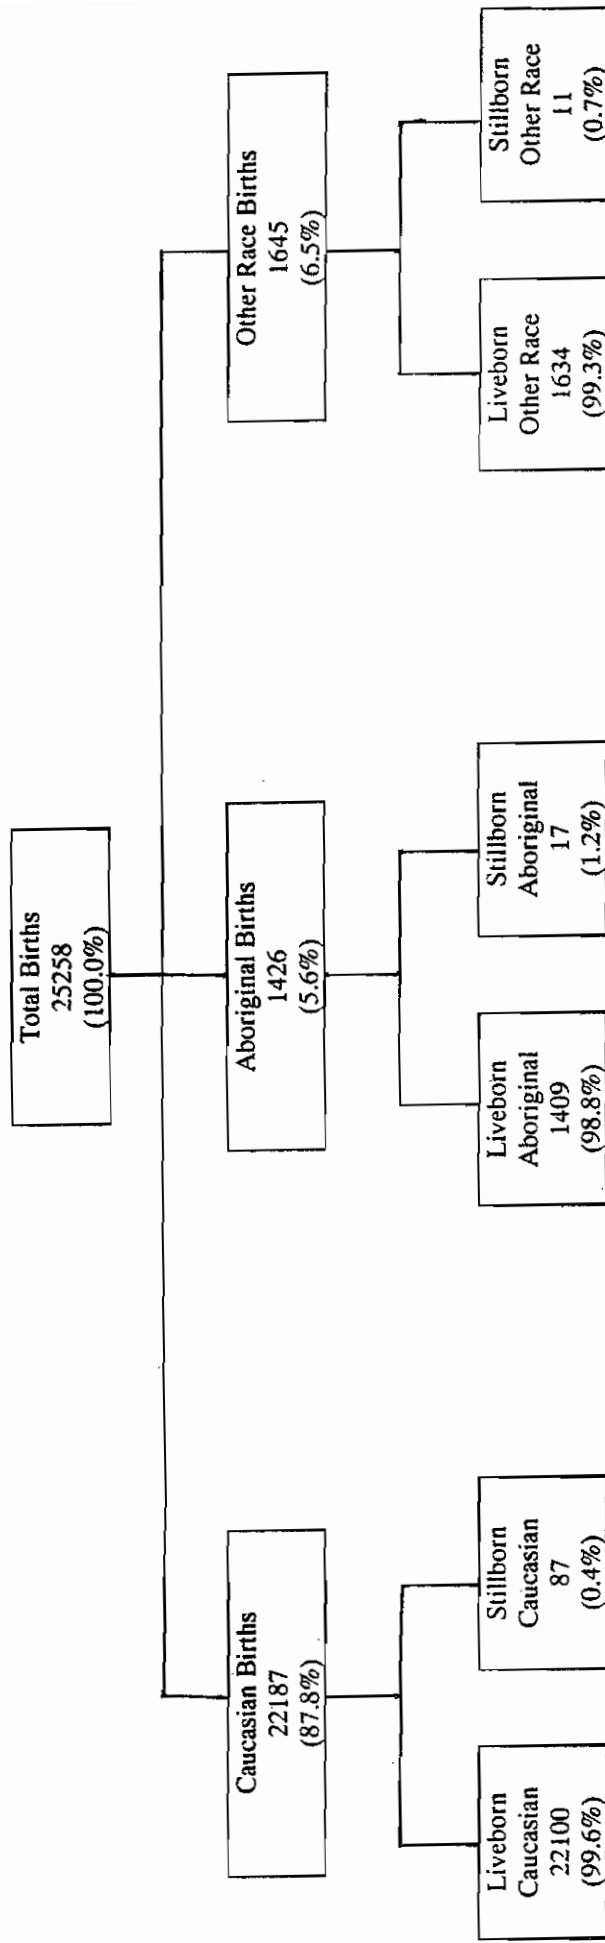 Total Births
25258
(100.0%)
Caucasian Births
22187
(87.8%)
Aboriginal Births
1426
(5.6%)
Other Race Births
1645
(6.5%)
Liveborn
Caucasian
22100
(99.6%)
Stillborn
Caucasian
87
(0.4%)
Liveborn
Aboriginal
1409
(98.8%)
Stillborn
Aboriginal
17
(1.2%)
Liveborn
Other Race
1634
(99.3%)
Stillborn
Other Race
11
(0.7%)